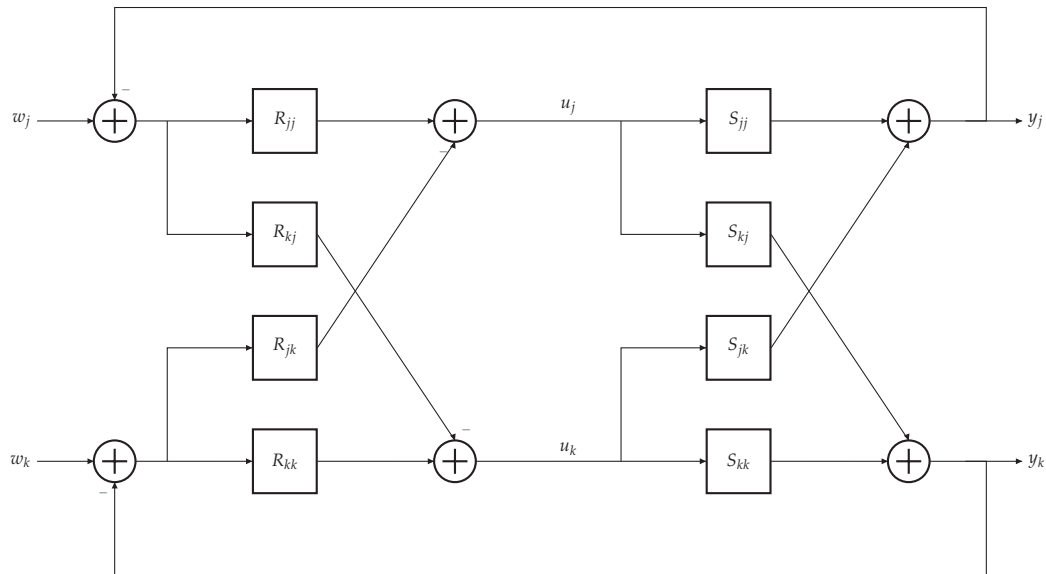 −
w_j R_jj u_j S_jj y_j
−
R_kj S_kj
R_jk S_jk
−
w_k R_kk u_k S_kk y_k
−